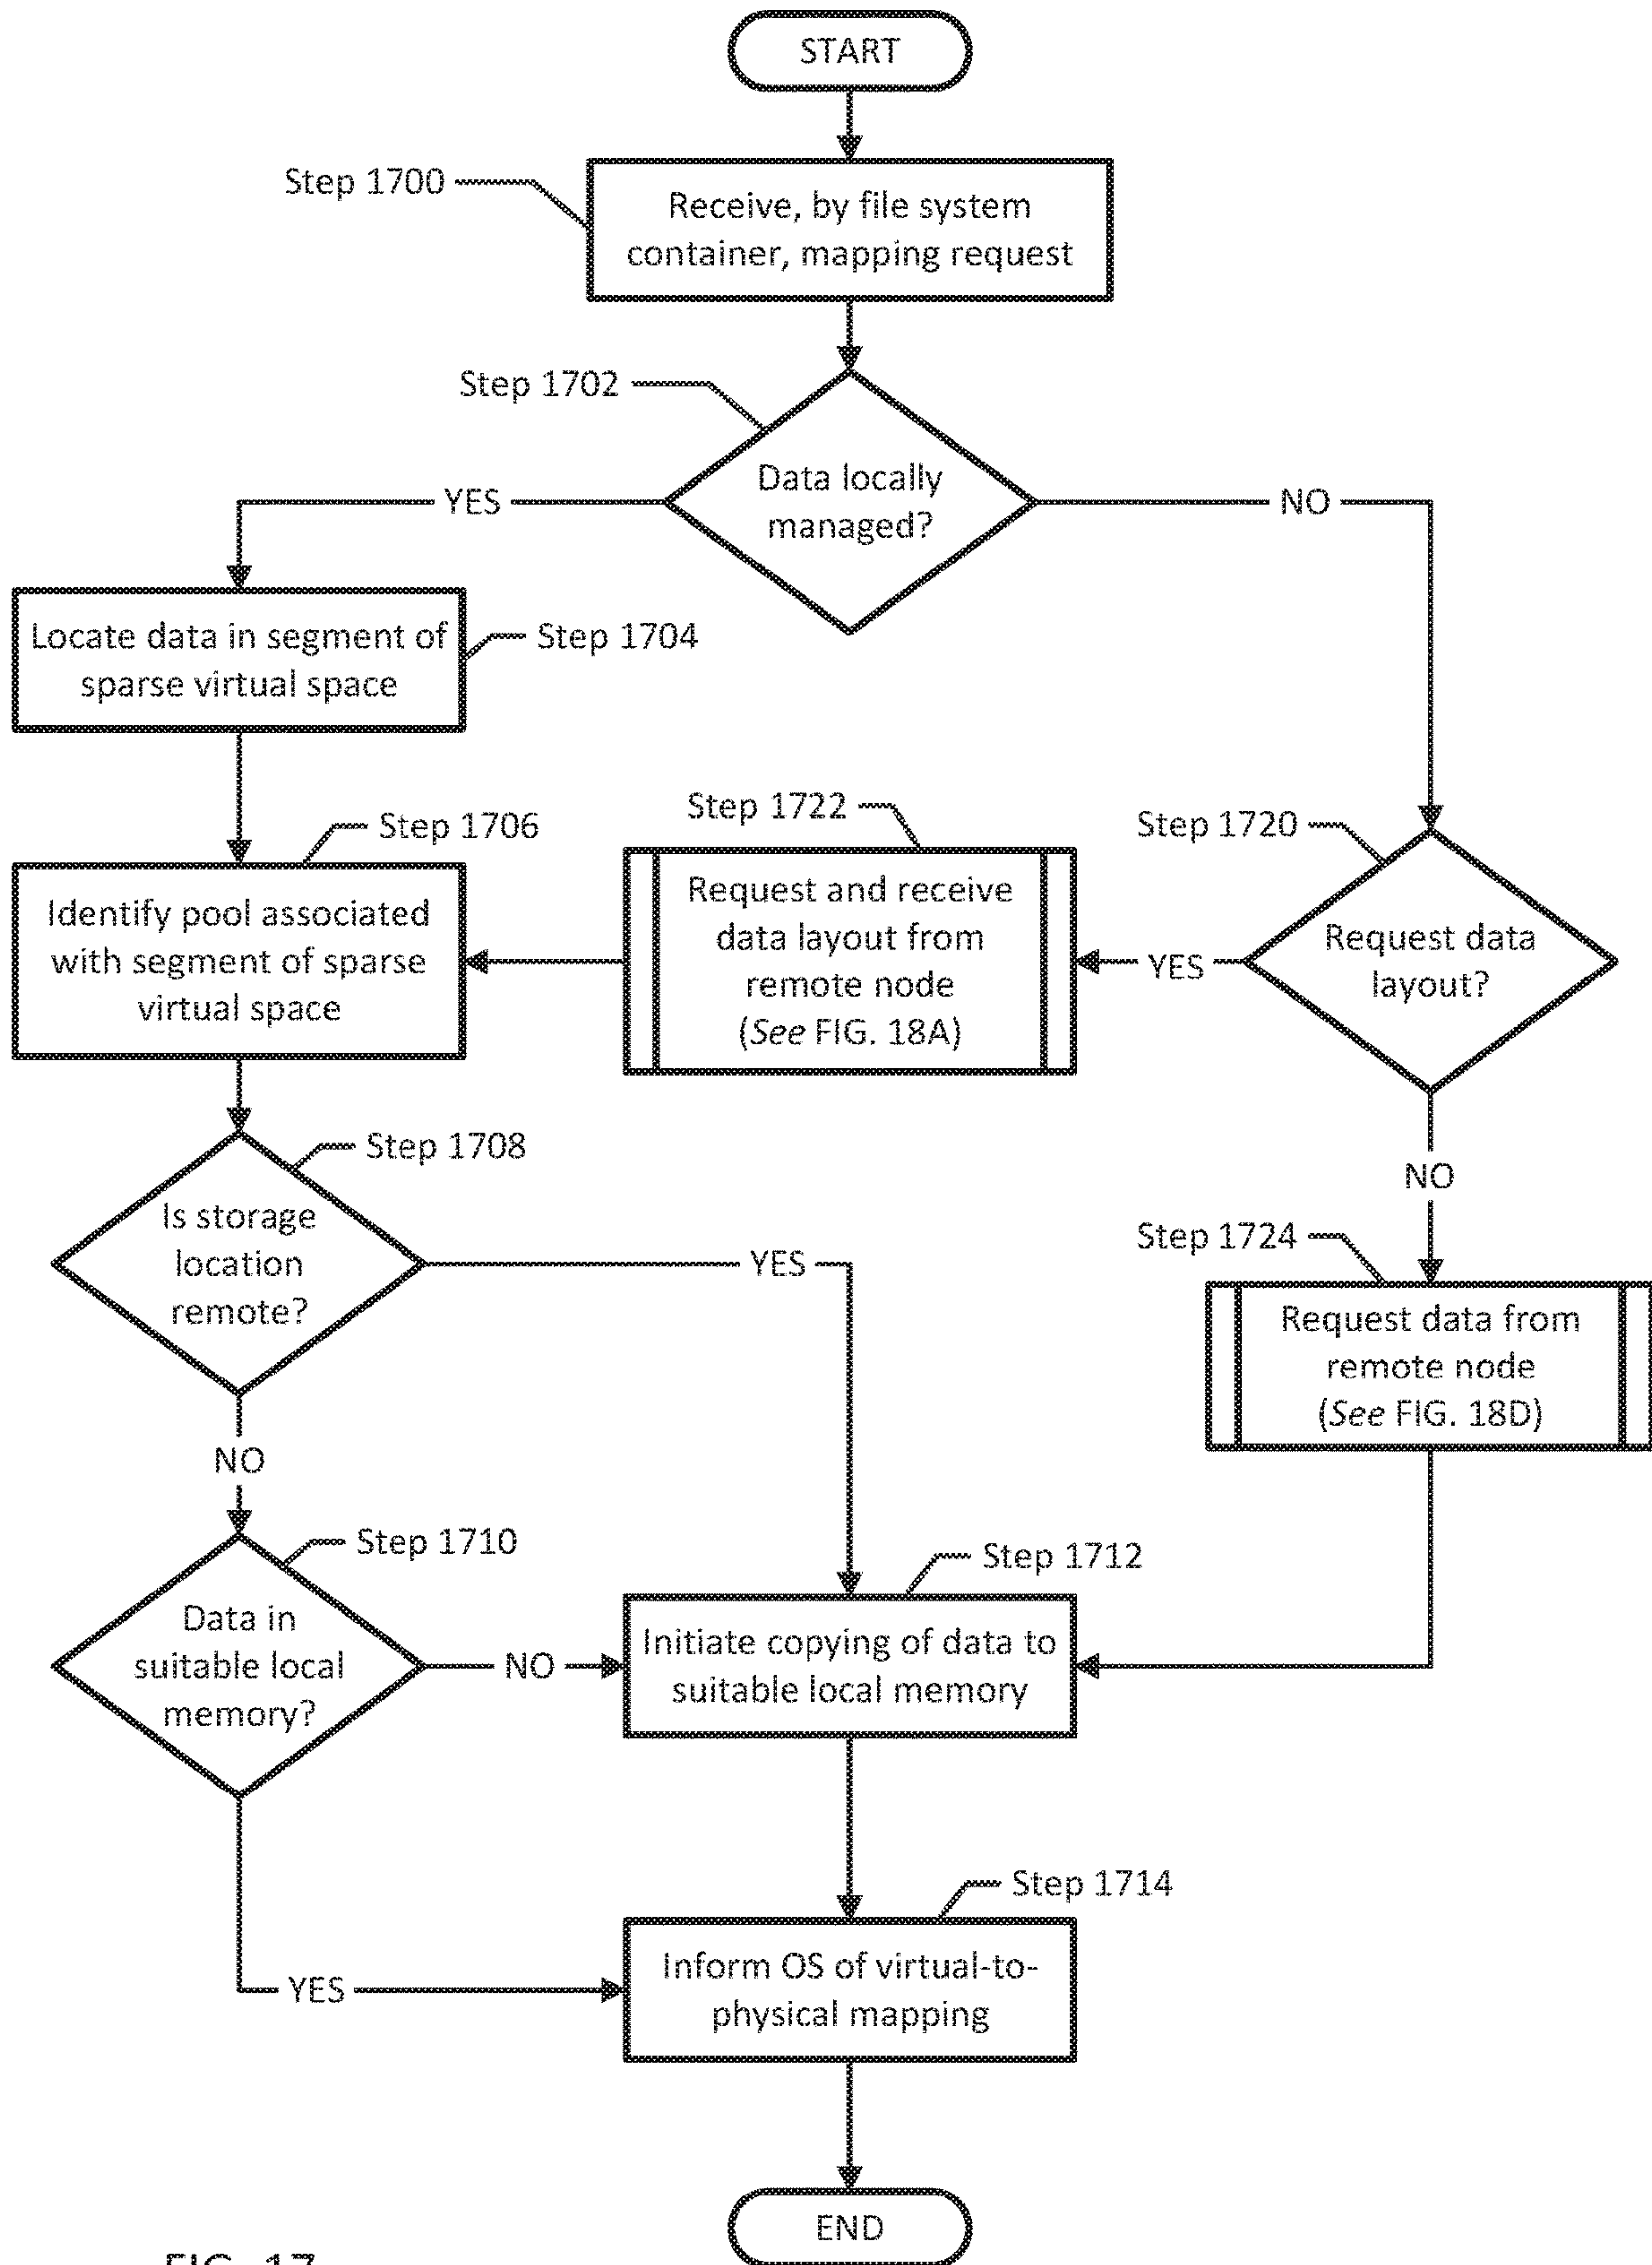 START
Step 1700
Receive, by file system
container, mapping request
Step 1702
Data locally
managed?
YES
NO
Locate data in segment of
sparse virtual space
Step 1704
Step 1706
Identify pool associated
with segment of sparse
virtual space
Step 1722
Request and receive
data layout from
remote node
(See FIG. 18A)
YES
Step 1720
Request data
layout?
NO
Step 1708
Is storage
location
remote?
YES
NO
Step 1724
Request data from
remote node
(See FIG. 18D)
Step 1710
Data in
suitable local
memory?
NO
YES
Step 1712
Initiate copying of data to
suitable local memory
Step 1714
Inform OS of virtual-to-
physical mapping
END
FIG. 17